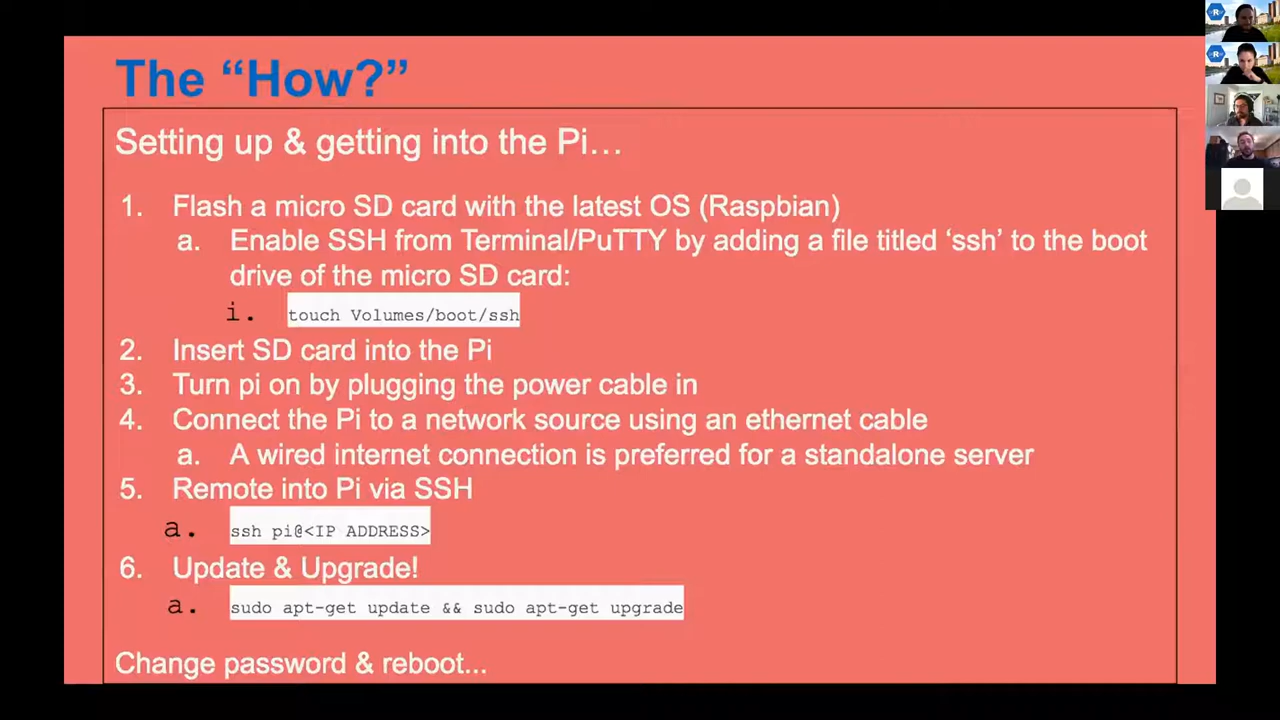 The “How?”
Setting up & getting into the Pi…
1. Flash a micro SD card with the latest OS (Raspbian)
a. Enable SSH from Terminal/PuTTY by adding a file titled ‘ssh’ to the boot
drive of the micro SD card:
i. touch Volumes/boot/ssh
2. Insert SD card into the Pi
3. Turn pi on by plugging the power cable in
4. Connect the Pi to a network source using an ethernet cable
a. A wired internet connection is preferred for a standalone server
5. Remote into Pi via SSH
a. ssh pi@<IP ADDRESS>
6. Update & Upgrade!
a. sudo apt-get update && sudo apt-get upgrade
Change password & reboot...
R
R